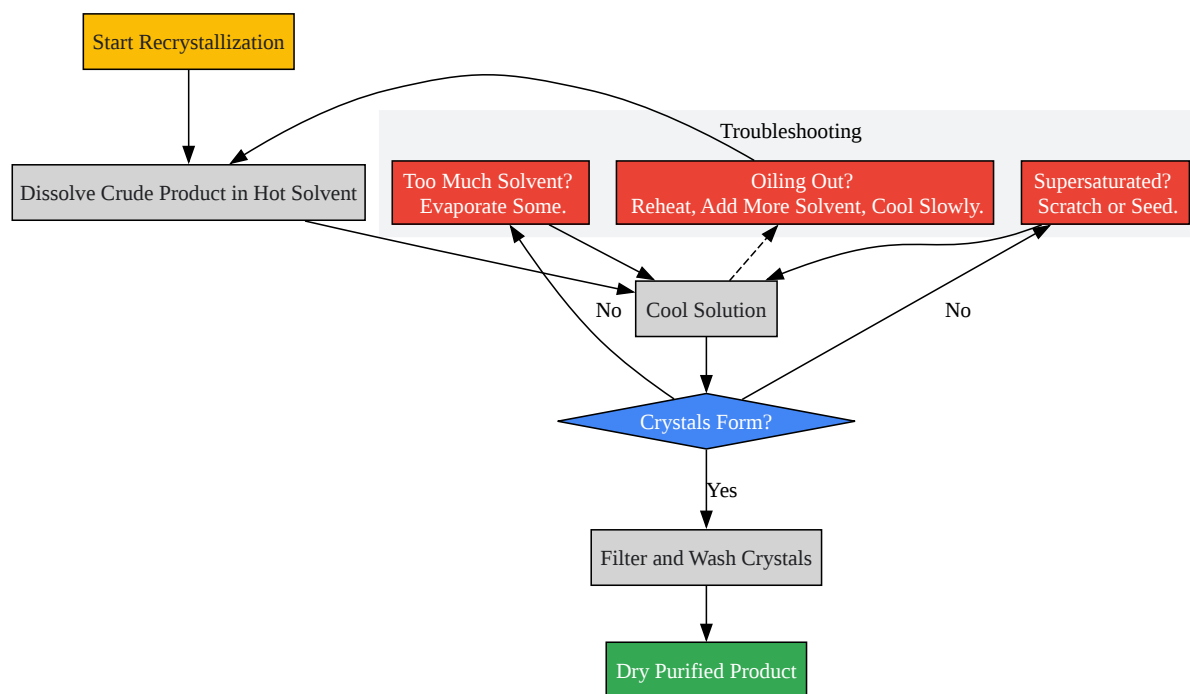 Start Recrystallization
Troubleshooting
Dissolve Crude Product in Hot Solvent
Too Much Solvent?
Evaporate Some.
Oiling Out?
Reheat, Add More Solvent, Cool Slowly.
Supersaturated?
Scratch or Seed.
Cool Solution
No
No
Crystals Form?
Yes
Filter and Wash Crystals
Dry Purified Product